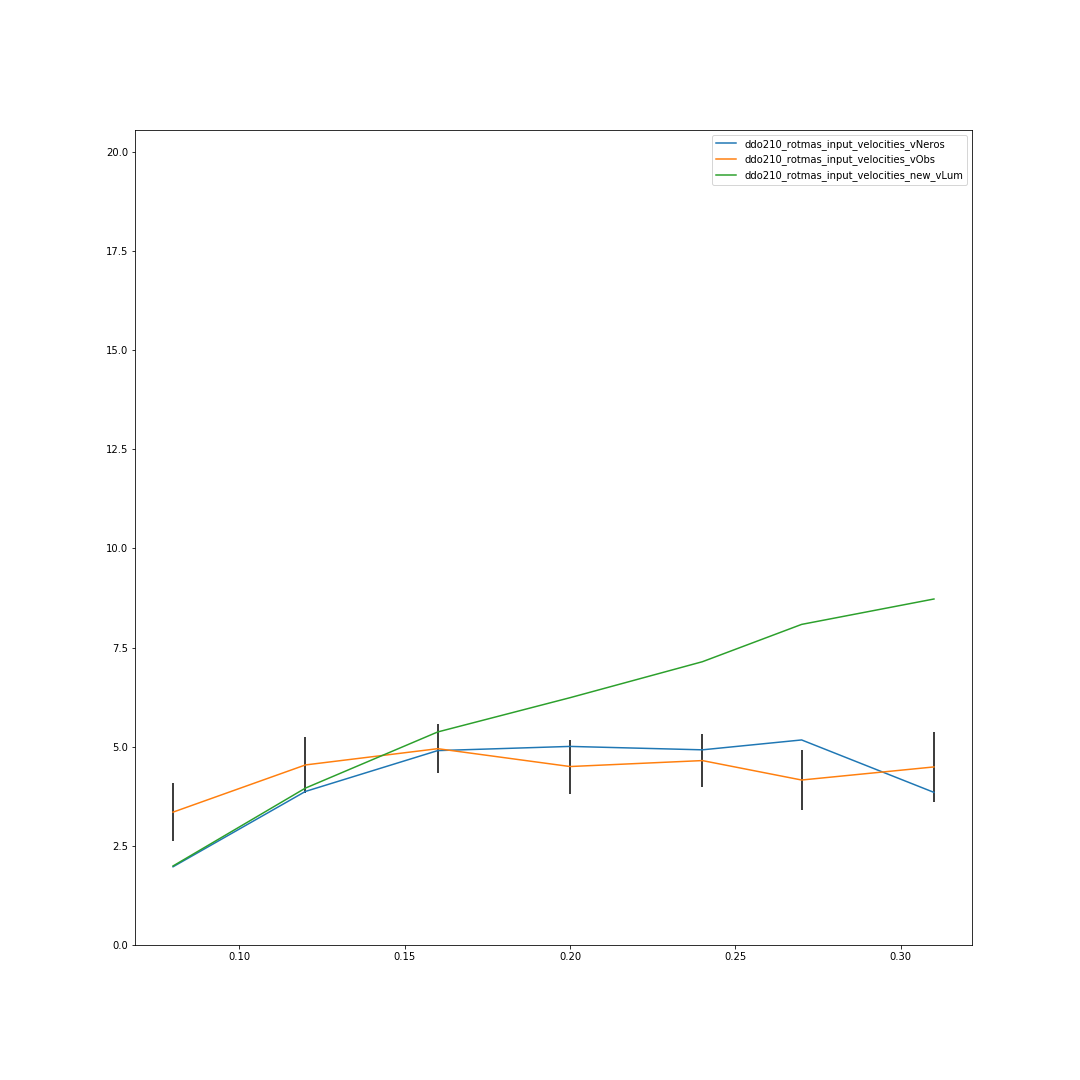 20.0
17.5
15.0
12.5
10.0
7.5
5.0
2.5
0.0
0.10 0.15 0.20 0.25 0.30
ddo210_rotmas_input_velocities_vNeros
ddo210_rotmas_input_velocities_vObs
ddo210_rotmas_input_velocities_new_vLum